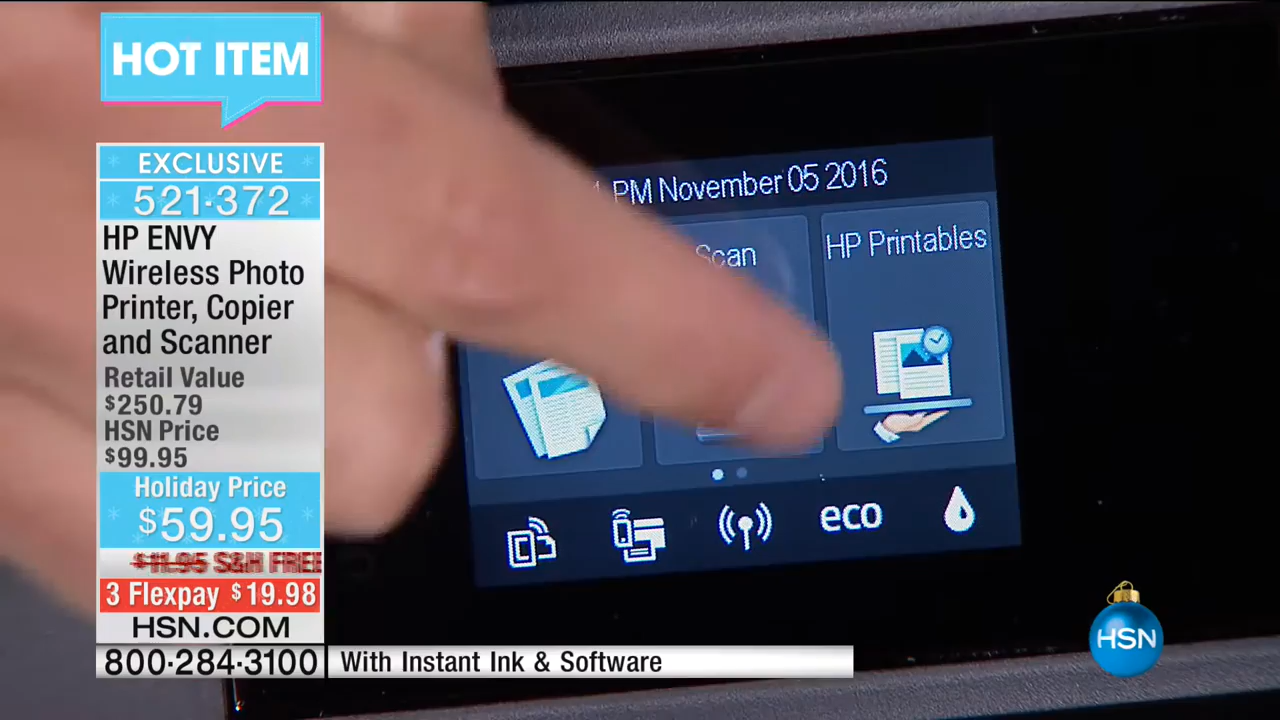 HOT ITEM
EXCLUSIVE
521-372
HP ENVY
Wireless Photo
Printer, Copier
and Scanner
Retail Value
$250.79
HSN Price
$99.95
Holiday Price
$59.95
$11.95 S&H FREE
3 Flexpay $19.98
HSN.COM
800-284-3100
With Instant Ink & Software
PM November 05 2016
Scan
HP Printables
eco
HSN